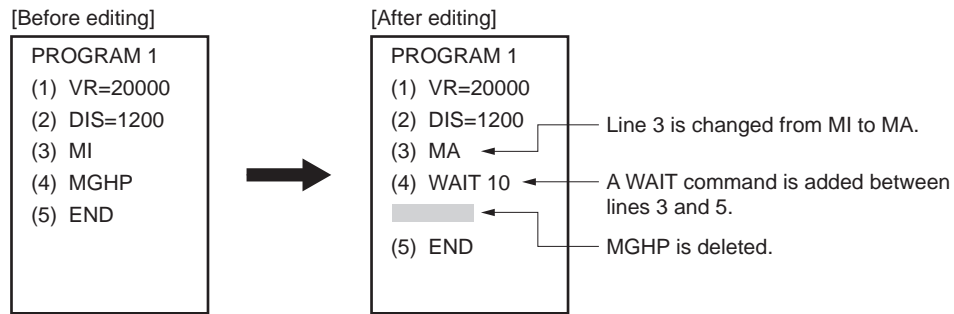 [Before editing]
PROGRAM 1
(1) VR=20000
(2) DIS=1200
(3) MI
(4) MGHP
(5) END
[After editing]
PROGRAM 1
(1) VR=20000
(2) DIS=1200
(3) MA
(4) WAIT 10
(5) END
Line 3 is changed from MI to MA.
A WAIT command is added between
lines 3 and 5.
MGHP is deleted.